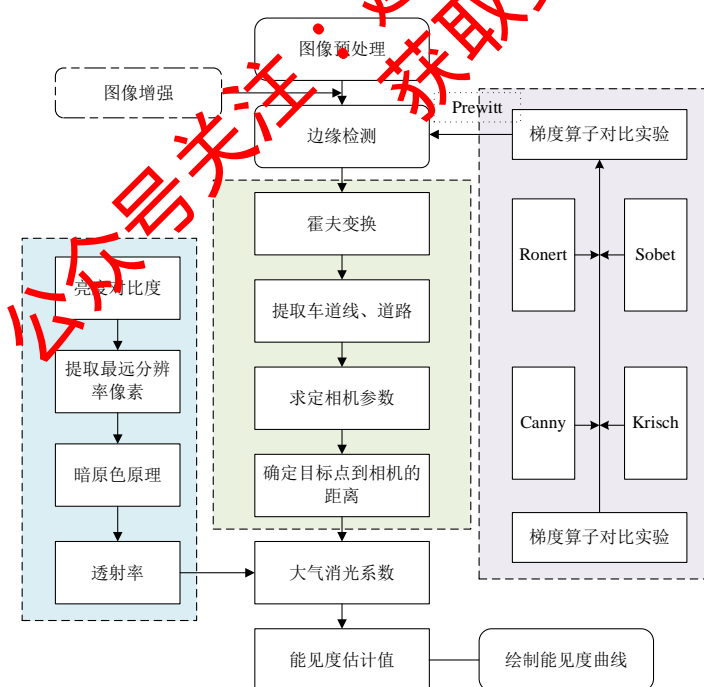 图像预处理
图像增强
边缘检测
Prewitt
梯度算子对比实验
霍夫变换
Ronert
Sobet
亮度对比度
提取车道线、道路
提取最远分辨
率像素
求定相机参数
Canny
Krisch
暗原色原理
确定目标点到相机的
距离
梯度算子对比实验
透射率
大气消光系数
能见度估计值
绘制能见度曲线
公众号关注：
获取